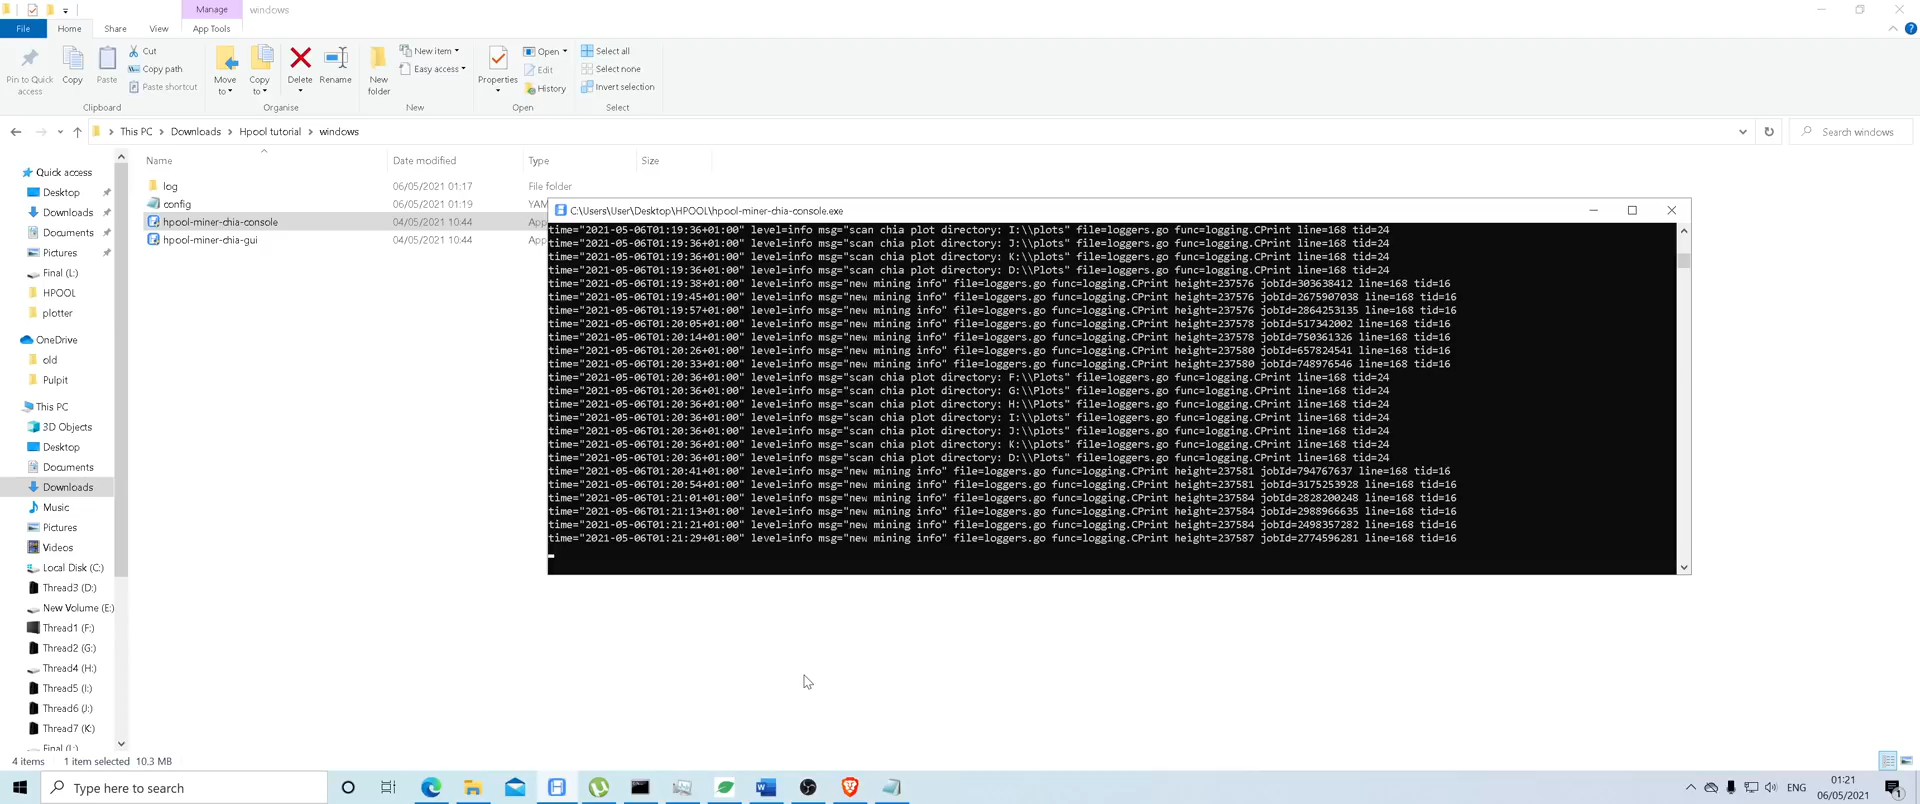 Manage
windows
File
Home
Share
View
App Tools
Pin to Quick access
Copy
Paste
Cut
Copy path
Paste shortcut
Clipboard
Move to
Copy to
Delete
Rename
Organise
New folder
New item
Easy access
New
Properties
Open
Edit
History
Open
Select all
Select none
Invert selection
Select
This PC > Downloads > Hpool tutorial > windows
Search windows
Name
Date modified
Type
Size
log 06/05/2021 01:17 File folder
config 06/05/2021 01:19 YAM
hpool-miner-chia-console 04/05/2021 10:44 App
hpool-miner-chia-gui 04/05/2021 10:44 App
Quick access
Desktop
Downloads
Documents
Pictures
Final (L:)
HPOOL
plotter
OneDrive
old
Pulpit
This PC
3D Objects
Desktop
Documents
Downloads
Music
Pictures
Videos
Local Disk (C:)
Thread3 (D:)
New Volume (E:)
Thread1 (F:)
Thread2 (G:)
Thread4 (H:)
Thread5 (I:)
Thread6 (J:)
Thread7 (K:)
Final (L:)
C:\Users\User\Desktop\HPOOL\hpool-miner-chia-console.exe
time="2021-05-06T01:19:36+01:00" level=info msg="scan chia plot directory: I:\\plots" file=loggers.go func=logging.CPrint line=168 tid=24
time="2021-05-06T01:19:36+01:00" level=info msg="scan chia plot directory: J:\\plots" file=loggers.go func=logging.CPrint line=168 tid=24
time="2021-05-06T01:19:36+01:00" level=info msg="scan chia plot directory: K:\\plots" file=loggers.go func=logging.CPrint line=168 tid=24
time="2021-05-06T01:19:36+01:00" level=info msg="scan chia plot directory: D:\\Plots" file=loggers.go func=logging.CPrint line=168 tid=24
time="2021-05-06T01:19:38+01:00" level=info msg="new mining info" file=loggers.go func=logging.CPrint height=237576 jobId=303638412 line=168 tid=16
time="2021-05-06T01:19:45+01:00" level=info msg="new mining info" file=loggers.go func=logging.CPrint height=237576 jobId=2675907038 line=168 tid=16
time="2021-05-06T01:19:57+01:00" level=info msg="new mining info" file=loggers.go func=logging.CPrint height=237576 jobId=2864253135 line=168 tid=16
time="2021-05-06T01:20:05+01:00" level=info msg="new mining info" file=loggers.go func=logging.CPrint height=237578 jobId=517342002 line=168 tid=16
time="2021-05-06T01:20:14+01:00" level=info msg="new mining info" file=loggers.go func=logging.CPrint height=237578 jobId=750361326 line=168 tid=16
time="2021-05-06T01:20:26+01:00" level=info msg="new mining info" file=loggers.go func=logging.CPrint height=237580 jobId=657824541 line=168 tid=16
time="2021-05-06T01:20:33+01:00" level=info msg="new mining info" file=loggers.go func=logging.CPrint height=237580 jobId=748976546 line=168 tid=16
time="2021-05-06T01:20:36+01:00" level=info msg="scan chia plot directory: F:\\Plots" file=loggers.go func=logging.CPrint line=168 tid=24
time="2021-05-06T01:20:36+01:00" level=info msg="scan chia plot directory: G:\\Plots" file=loggers.go func=logging.CPrint line=168 tid=24
time="2021-05-06T01:20:36+01:00" level=info msg="scan chia plot directory: H:\\Plots" file=loggers.go func=logging.CPrint line=168 tid=24
time="2021-05-06T01:20:36+01:00" level=info msg="scan chia plot directory: I:\\plots" file=loggers.go func=logging.CPrint line=168 tid=24
time="2021-05-06T01:20:36+01:00" level=info msg="scan chia plot directory: J:\\plots" file=loggers.go func=logging.CPrint line=168 tid=24
time="2021-05-06T01:20:36+01:00" level=info msg="scan chia plot directory: K:\\plots" file=loggers.go func=logging.CPrint line=168 tid=24
time="2021-05-06T01:20:36+01:00" level=info msg="scan chia plot directory: D:\\Plots" file=loggers.go func=logging.CPrint line=168 tid=24
time="2021-05-06T01:20:41+01:00" level=info msg="new mining info" file=loggers.go func=logging.CPrint height=237581 jobId=794767637 line=168 tid=16
time="2021-05-06T01:20:54+01:00" level=info msg="new mining info" file=loggers.go func=logging.CPrint height=237581 jobId=3175253928 line=168 tid=16
time="2021-05-06T01:21:01+01:00" level=info msg="new mining info" file=loggers.go func=logging.CPrint height=237584 jobId=2828200248 line=168 tid=16
time="2021-05-06T01:21:13+01:00" level=info msg="new mining info" file=loggers.go func=logging.CPrint height=237584 jobId=2988966635 line=168 tid=16
time="2021-05-06T01:21:21+01:00" level=info msg="new mining info" file=loggers.go func=logging.CPrint height=237584 jobId=2498357282 line=168 tid=16
time="2021-05-06T01:21:29+01:00" level=info msg="new mining info" file=loggers.go func=logging.CPrint height=237587 jobId=2774596281 line=168 tid=16
4 items 1 item selected 10.3 MB
Type here to search
ENG
01:21
06/05/2021
1